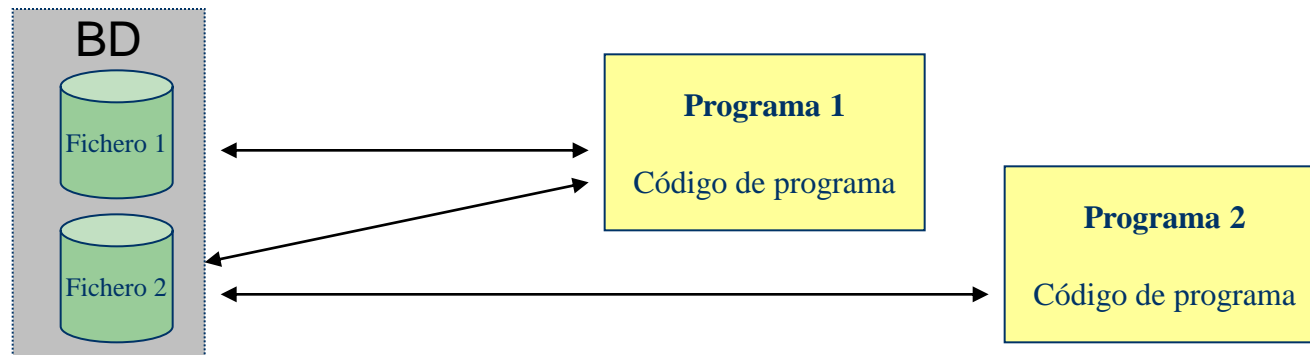 BD
Fichero 1
Fichero 2
Programa 1
Código de programa
Programa 2
Código de programa